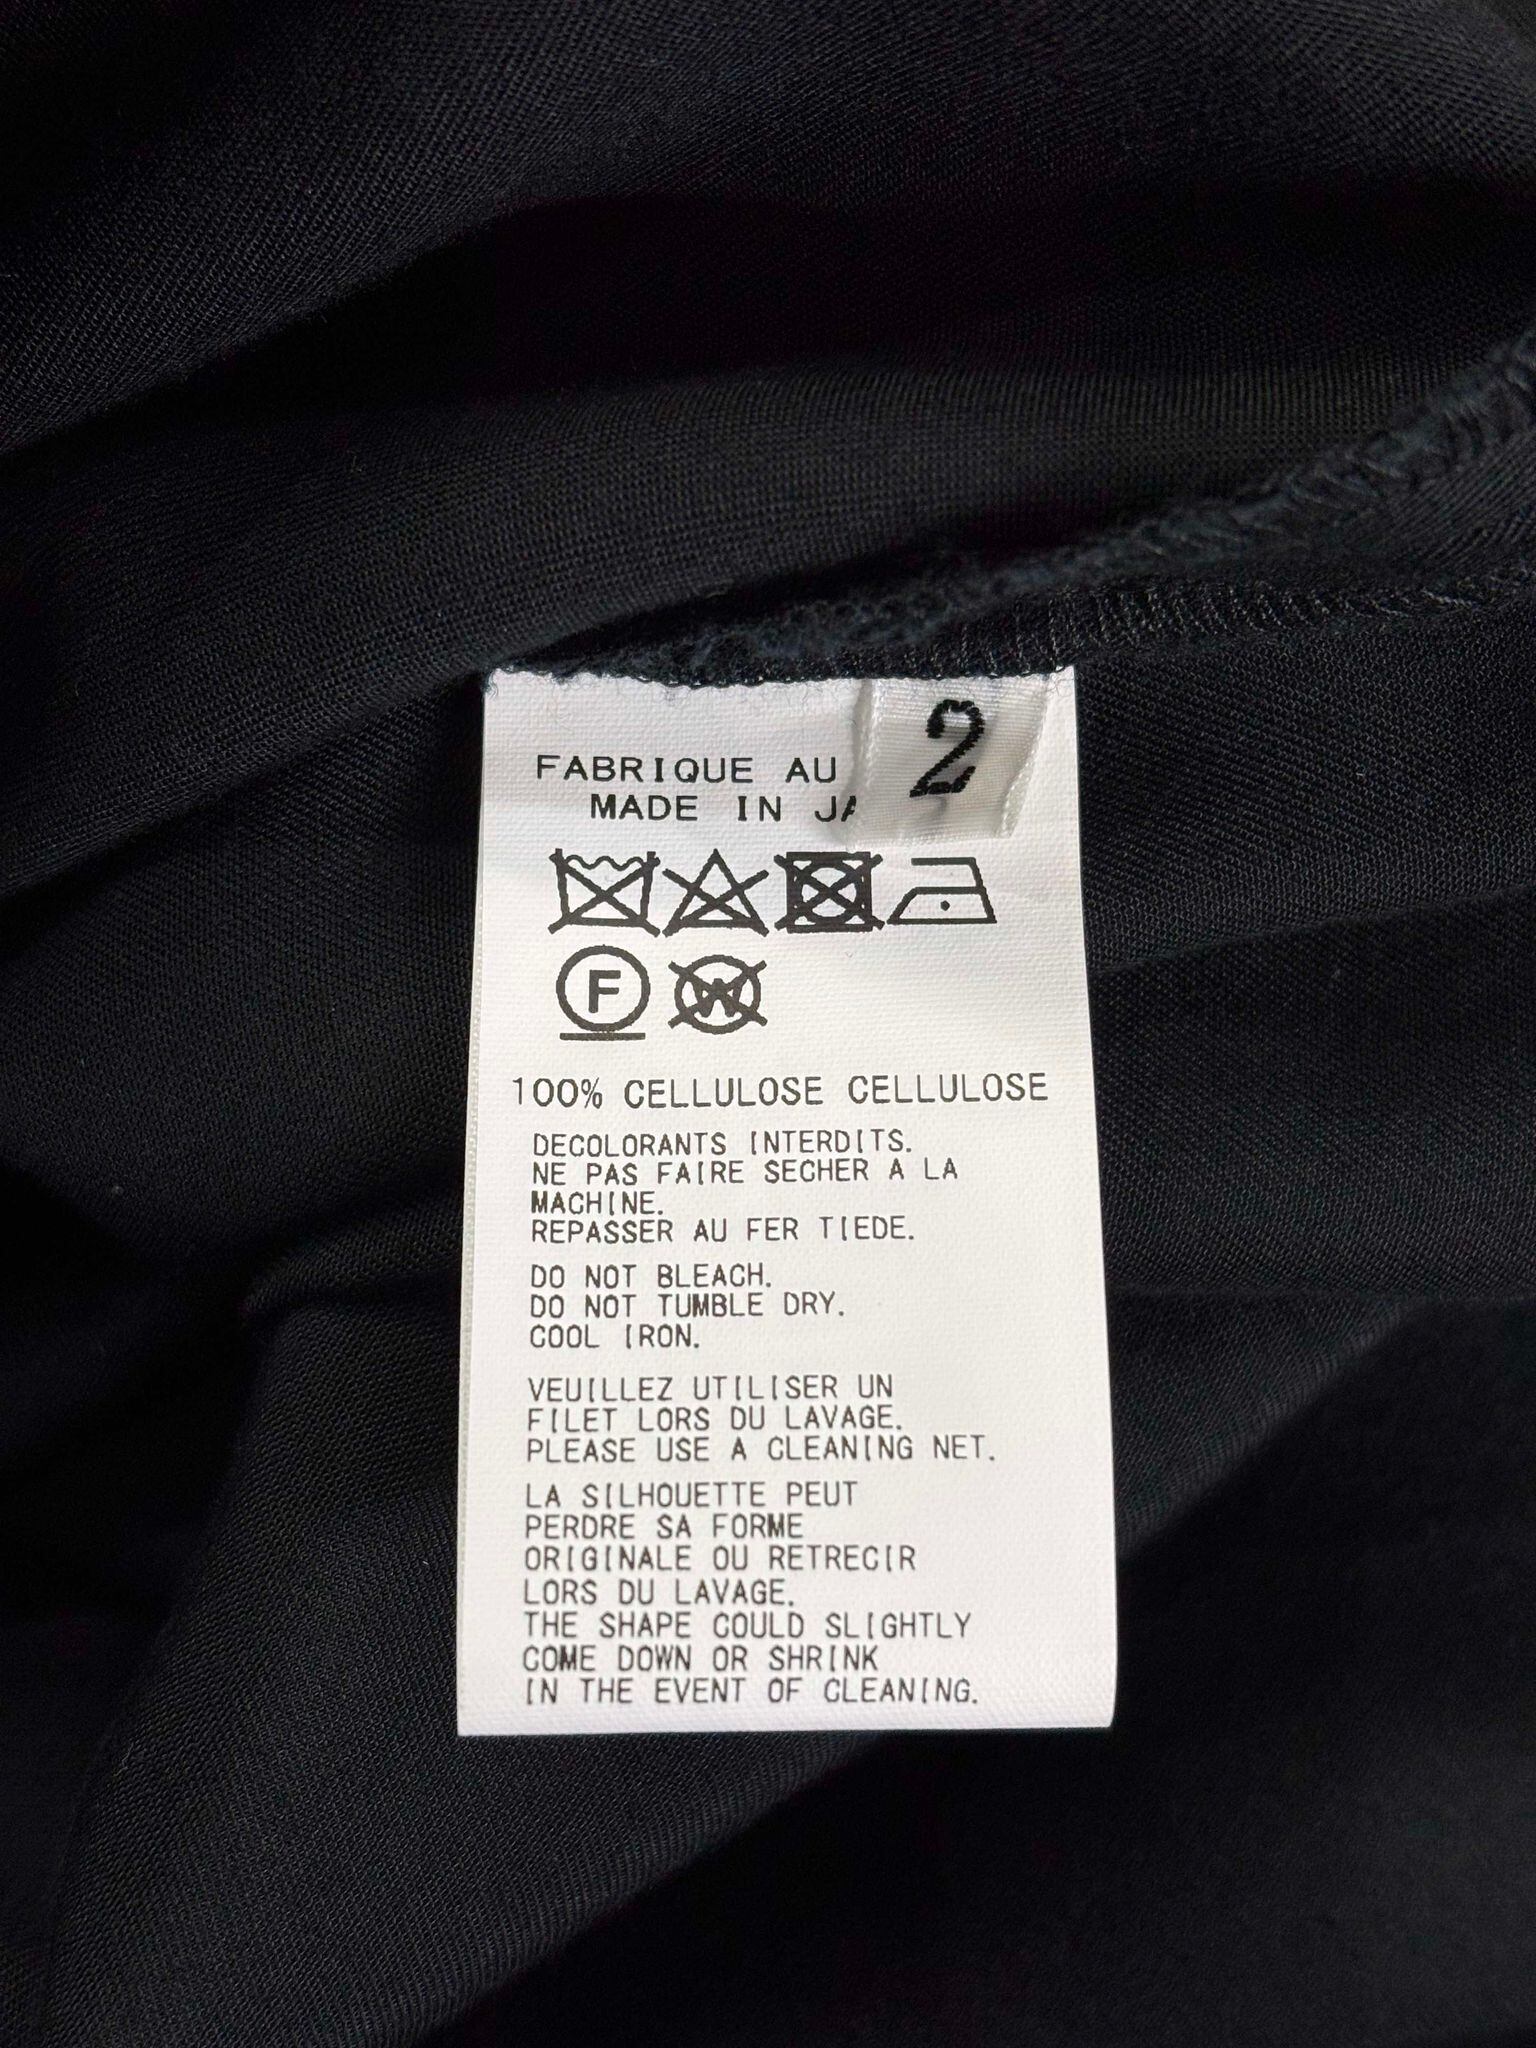 2
FABRIQUE AU
MADE IN JA
F
W
100% CELLULOSE CELLULOSE
DECOLORANTS INTERDITS.
NE PAS FAIRE SECHER A LA
MACHINE.
REPASSER AU FER TIEDE.
DO NOT BLEACH.
DO NOT TUMBLE DRY.
COOL IRON.
VEUILLEZ UTILISER UN
FILET LORS DU LAVAGE.
PLEASE USE A CLEANING NET.
LA SILHOUETTE PEUT
PERDRE SA FORME
ORIGINALE OU RETRECIR
LORS DU LAVAGE.
THE SHAPE COULD SLIGHTLY
COME DOWN OR SHRINK
IN THE EVENT OF CLEANING.